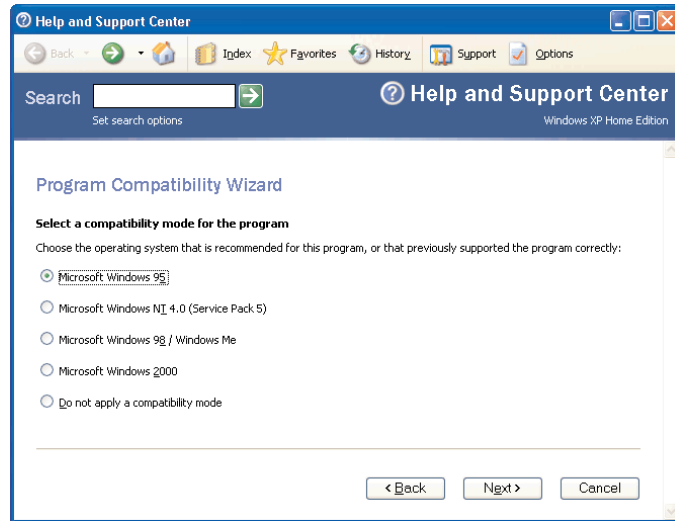 Help and Support Center
Back
Index
Favorites
History
Support
Options
Search
Set search options
Help and Support Center
Windows XP Home Edition
Program Compatibility Wizard
Select a compatibility mode for the program
Choose the operating system that is recommended for this program, or that previously supported the program correctly:
Microsoft Windows 95
Microsoft Windows NT 4.0 (Service Pack 5)
Microsoft Windows 98 / Windows Me
Microsoft Windows 2000
Do not apply a compatibility mode
< Back
Next >
Cancel